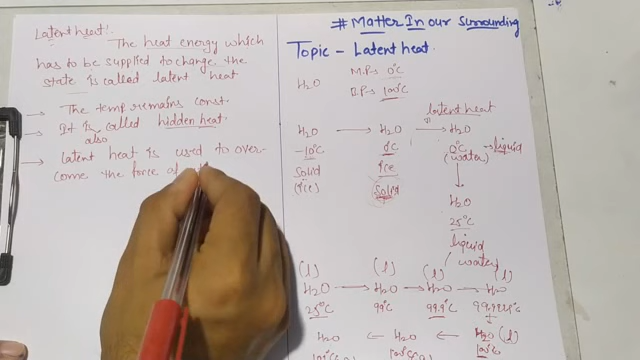 Latent heat:
The heat energy which
has to be supplied to change the
state is called latent heat
→ The temp remains const.
→ It is also called hidden heat.
→ latent heat is used to over-
come the force of
# Matter In our Surrounding
Topic – Latent heat.
H₂O M.P → 0°C
B.P → 100°C
latent heat
H₂O → H₂O → H₂O
-10°C 0°C 0°C → liquid
(water)
Solid ice
(ice) Solid
H₂O
25°C
liquid
(water)
(l) (l) (l) (l)
H₂O → H₂O → H₂O → H₂O
25°C 99°C 99.9°C
H₂O ← H₂O ← H₂O (l)